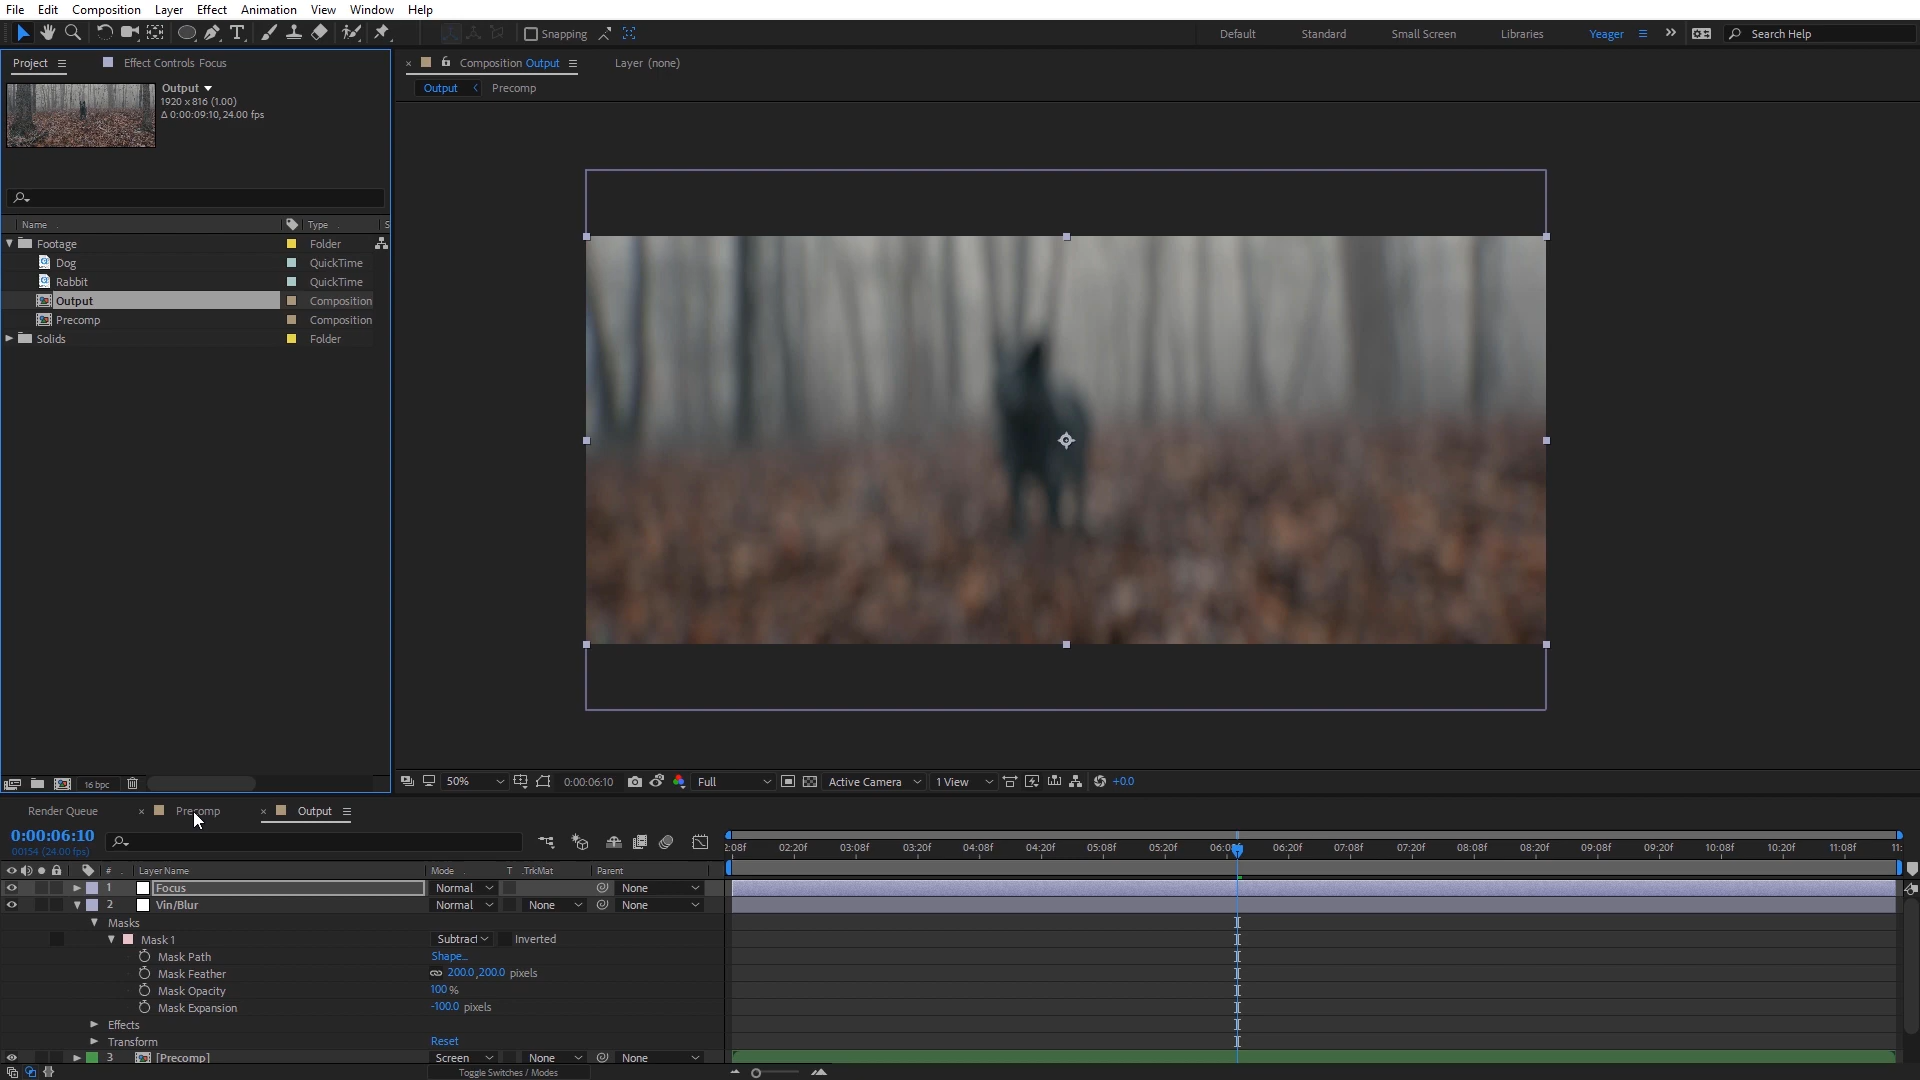 File Edit Composition Layer Effect Animation View Window Help
Snapping Default Standard Small Screen Libraries Yeager Search Help
Project Effect Controls Focus Composition Output Layer (none)
Output Precomp
Output
1920 x 816 (1.00)
Δ 0:00:09:10, 24.00 fps
Name Type S
Footage Folder
Dog QuickTime
Rabbit QuickTime
Output Composition
Precomp Composition
Solids Folder
16 bpc 50% 0:00:06:10 Full Active Camera 1 View +0.0
Render Queue Precomp Output
0:00:06:10
00154 (24.00 fps)
2:08f 02:20f 03:08f 03:20f 04:08f 04:20f 05:08f 05:20f 06:0 06:20f 07:08f 07:20f 08:08f 08:20f 09:08f 09:20f 10:08f 10:20f 11:08f 11:
# Layer Name Mode T .TrkMat Parent
1 Focus Normal None
2 Vin/Blur Normal None None
Masks
Mask 1 Subtract Inverted
Mask Path Shape...
Mask Feather 200.0,200.0 pixels
Mask Opacity 100 %
Mask Expansion -100.0 pixels
Effects
Transform Reset
3 [Precomp] Screen None None
Toggle Switches / Modes